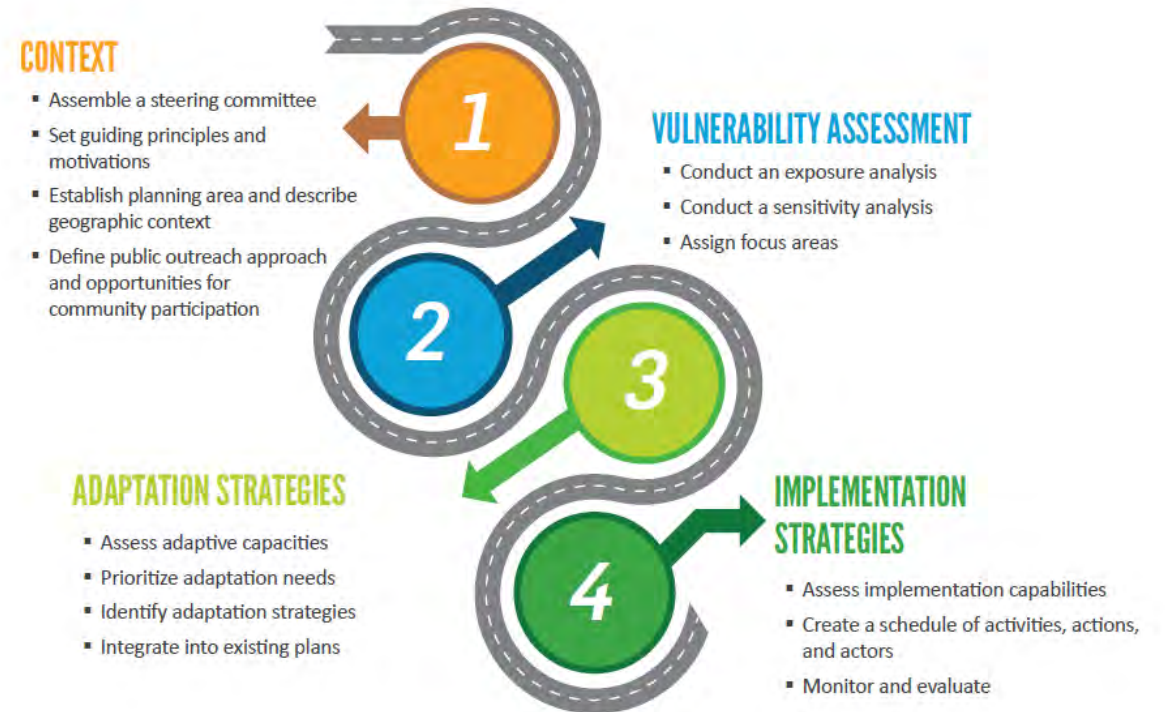 CONTEXT
▪ Assemble a steering committee
▪ Set guiding principles and
motivations
▪ Establish planning area and describe
geographic context
▪ Define public outreach approach
and opportunities for
community participation
1
VULNERABILITY ASSESSMENT
▪ Conduct an exposure analysis
▪ Conduct a sensitivity analysis
▪ Assign focus areas
2
3
ADAPTATION STRATEGIES
▪ Assess adaptive capacities
▪ Prioritize adaptation needs
▪ Identify adaptation strategies
▪ Integrate into existing plans
4
IMPLEMENTATION
STRATEGIES
▪ Assess implementation capabilities
▪ Create a schedule of activities, actions,
and actors
▪ Monitor and evaluate